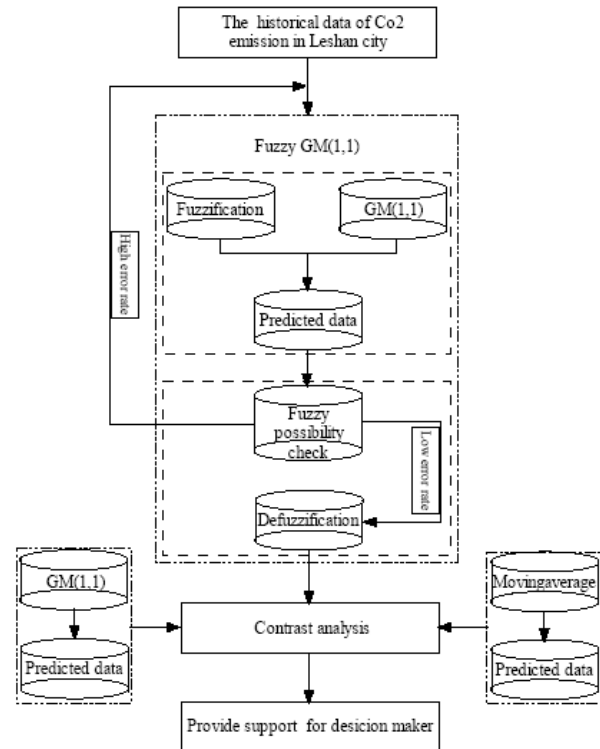 The historical data of Co2
emission in Leshan city
Fuzzy GM(1,1)
Fuzzification
GM(1,1)
High error rate
Predicted data
Fuzzy
possibility
check
Low error rate
Defuzzification
GM(1,1)
Predicted data
Contrast analysis
Movingaverage
Predicted data
Provide support for desicion maker